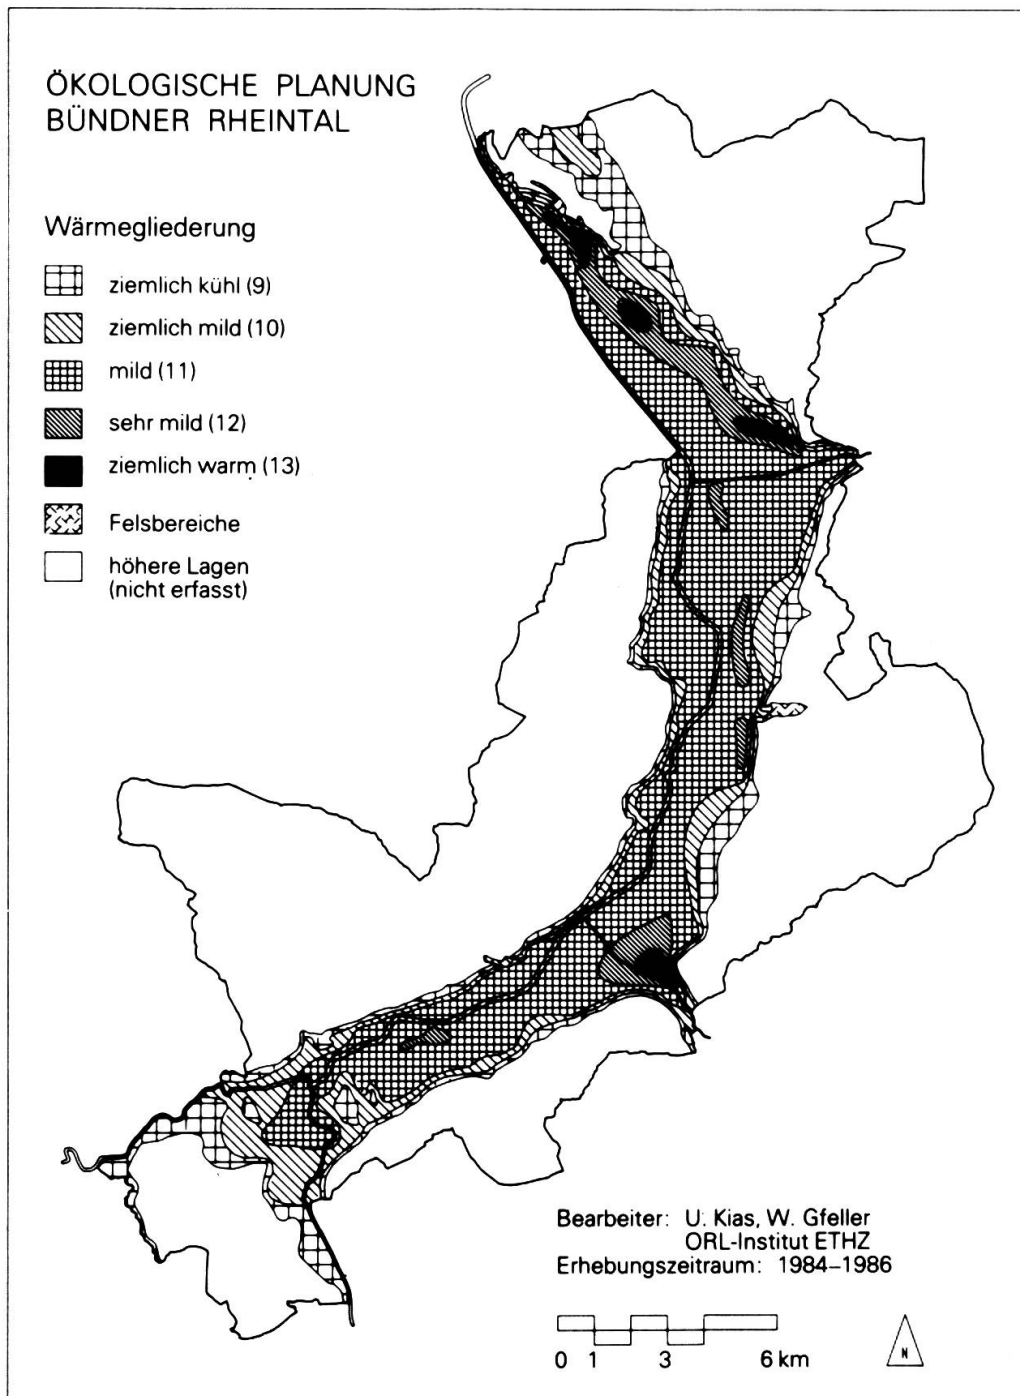 ÖKOLOGISCHE PLANUNG
BÜNDNER RHEINTAL
Wärmegliederung
ziemlich kühl (9)
ziemlich mild (10)
mild (11)
sehr mild (12)
ziemlich warm (13)
Felsbereiche
höhere Lagen
(nicht erfasst)
Bearbeiter: U. Kias, W. Gfeller
ORL-Institut ETHZ
Erhebungszeitraum: 1984–1986
0 1 3 6 km
N